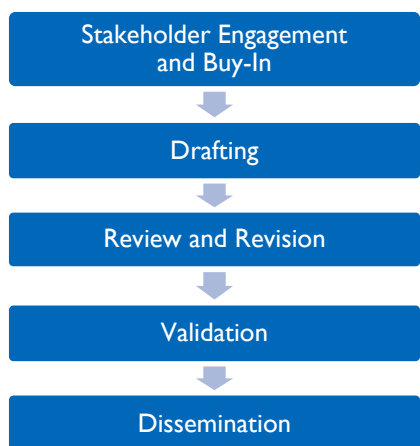 Stakeholder Engagement
and Buy-In
Drafting
Review and Revision
Validation
Dissemination